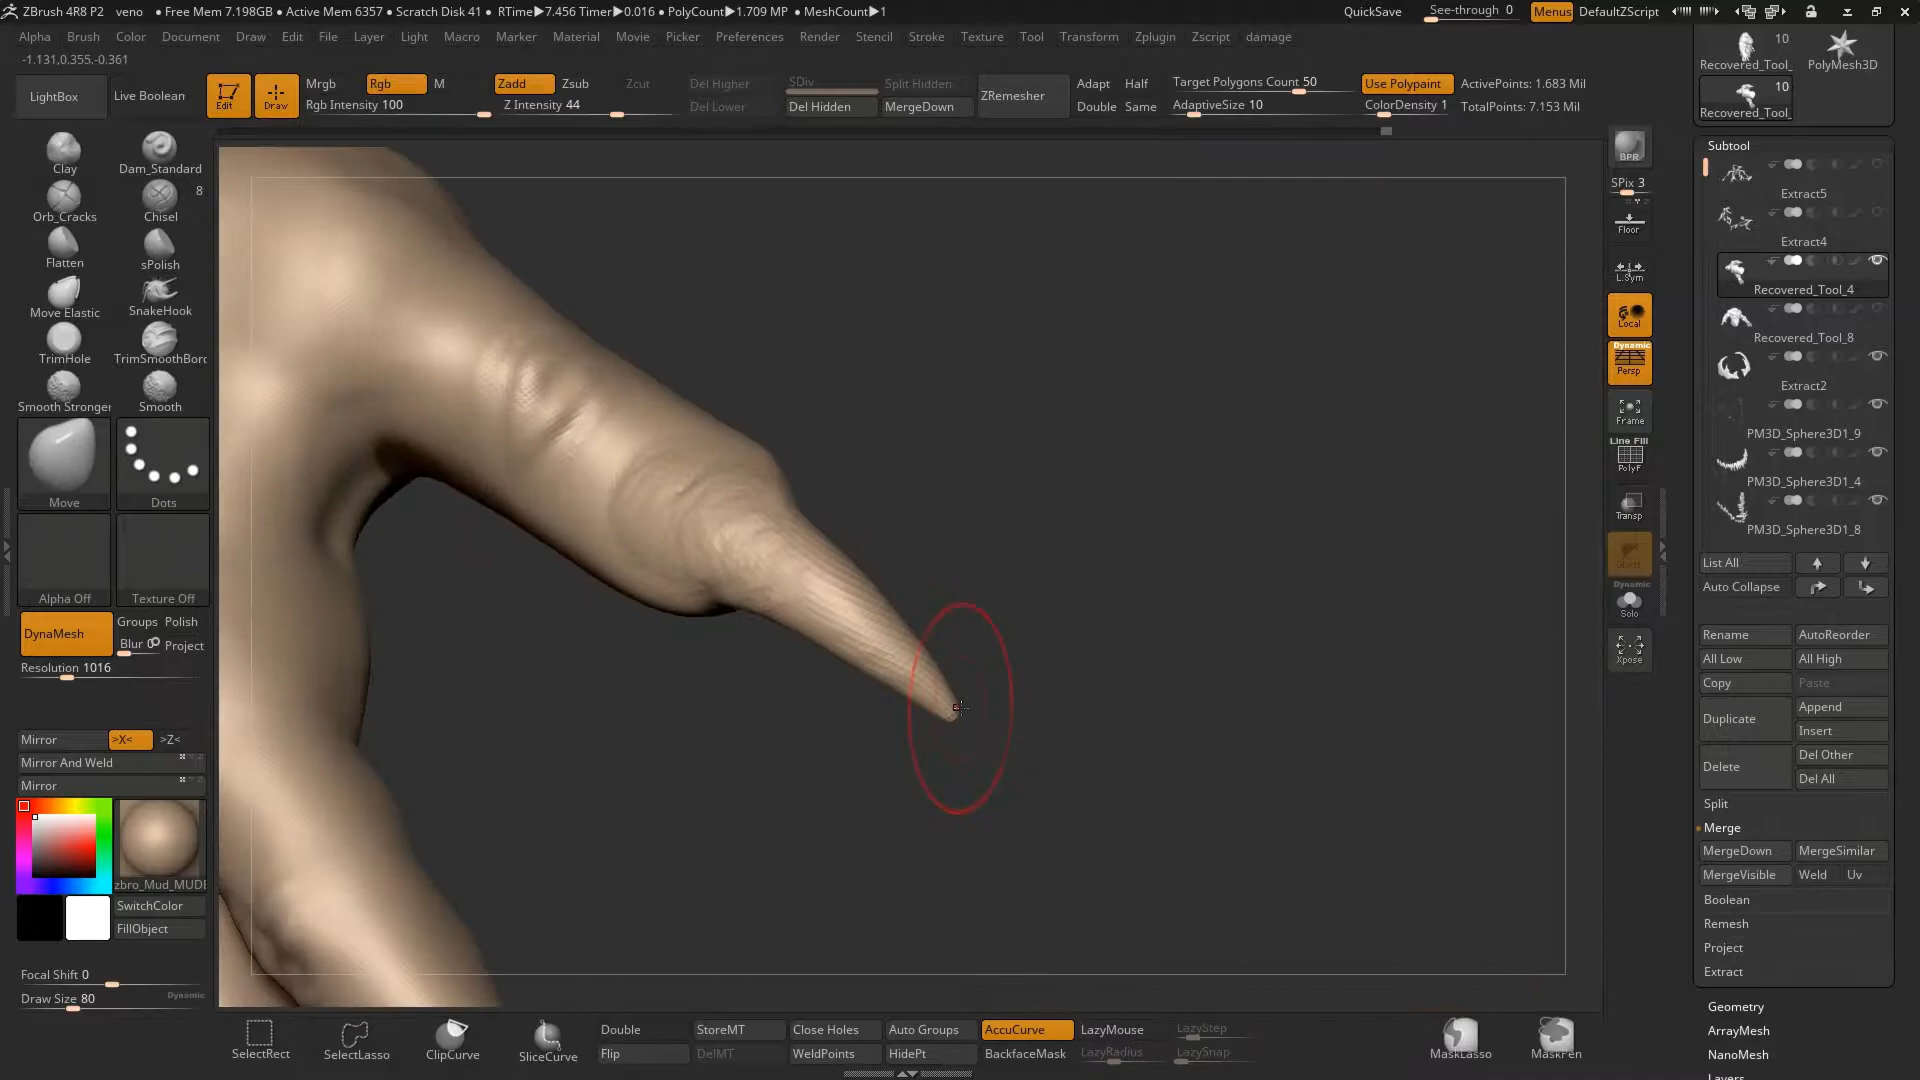 ZBrush 4R8 P2 veno • Free Mem 7.198GB • Active Mem 6357 • Scratch Disk 41 • RTime▶7.456 Timer▶0.016 • PolyCount▶1.709 MP • MeshCount▶1 QuickSave See-through 0 Menus DefaultZScript
Alpha Brush Color Document Draw Edit File Layer Light Macro Marker Material Movie Picker Preferences Render Stencil Stroke Texture Tool Transform Zplugin Zscript damage
-1.131,0.355,-0.361
LightBox Live Boolean Edit Draw
Mrgb Rgb M Zadd Zsub Zcut Del Higher SDiv Split Hidden ZRemesher Adapt Half Target Polygons Count 50 Use Polypaint ActivePoints: 1.683 Mil
Rgb Intensity 100 Z Intensity 44 Del Lower Del Hidden MergeDown Double Same AdaptiveSize 10 ColorDensity 1 TotalPoints: 7.153 Mil
Clay Dam_Standard
8
Orb_Cracks Chisel
Flatten sPolish
Move Elastic SnakeHook
TrimHole TrimSmoothBorc
Smooth Stronger Smooth
Move Dots
Alpha Off Texture Off
DynaMesh Groups Polish
Blur 0 Project
Resolution 1016
Mirror >X< >Z<
Mirror And Weld
Mirror
zbro_Mud_MUDE
SwitchColor
FillObject
Focal Shift 0
Draw Size 80 Dynamic
SelectRect SelectLasso ClipCurve SliceCurve
Double StoreMT Close Holes Auto Groups AccuCurve LazyMouse LazyStep
Flip DelMT WeldPoints HidePt BackfaceMask LazyRadius LazySnap
MaskLasso MaskPen
BPR
SPix 3
Floor
L.Sym
Local
Dynamic
Persp
Frame
Line Fill
PolyF
Transp
Ghost
Dynamic
Solo
Xpose
10
Recovered_Tool_ PolyMesh3D
10
Recovered_Tool_
Subtool
Extract5
Extract4
Recovered_Tool_4
Recovered_Tool_8
Extract2
PM3D_Sphere3D1_9
PM3D_Sphere3D1_4
PM3D_Sphere3D1_8
List All
Auto Collapse
Rename AutoReorder
All Low All High
Copy Paste
Duplicate Append
Insert
Delete Del Other
Del All
Split
Merge
MergeDown MergeSimilar
MergeVisible Weld Uv
Boolean
Remesh
Project
Extract
Geometry
ArrayMesh
NanoMesh
Layers